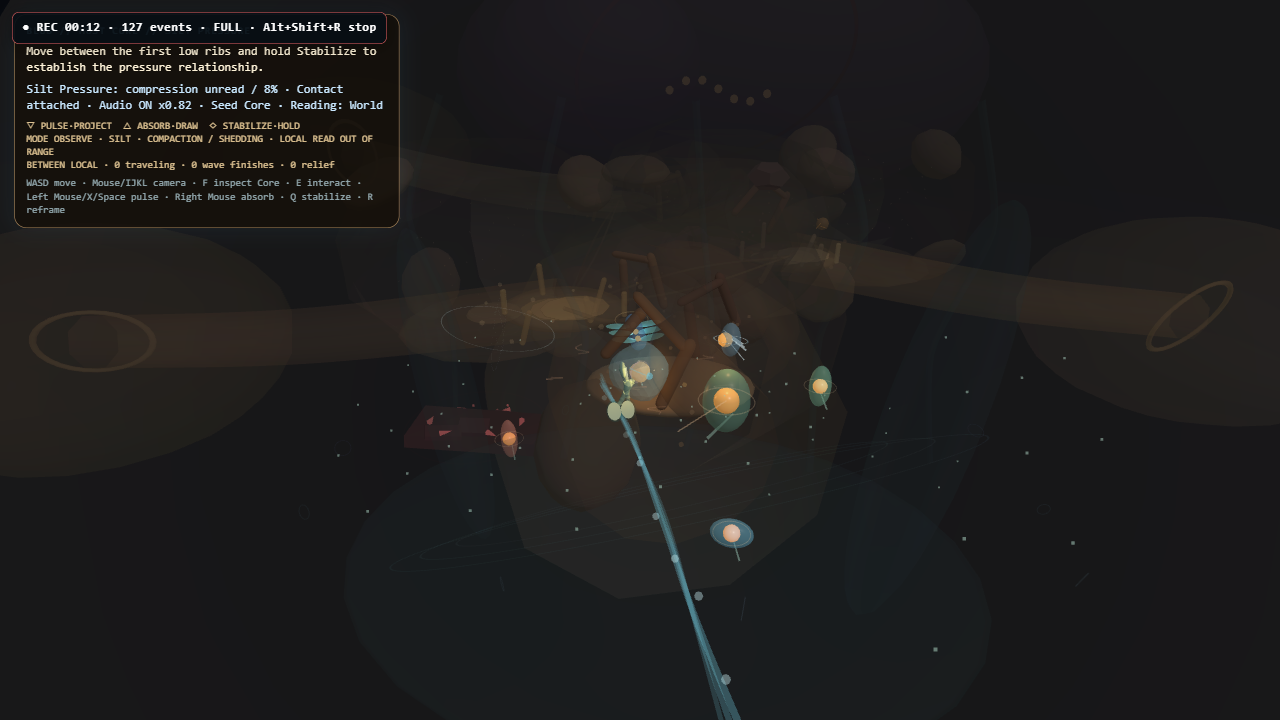 ● REC 00:12 · 127 events · FULL · Alt+Shift+R stop
Move between the first low ribs and hold Stabilize to
establish the pressure relationship.
Silt Pressure: compression unread / 8% · Contact
attached · Audio ON x0.82 · Seed Core · Reading: World
▽ PULSE·PROJECT △ ABSORB·DRAW ◇ STABILIZE·HOLD
MODE OBSERVE · SILT · COMPACTION / SHEDDING · LOCAL READ OUT OF
RANGE
BETWEEN LOCAL · 0 traveling · 0 wave finishes · 0 relief
WASD move · Mouse/IJKL camera · F inspect Core · E interact ·
Left Mouse/X/Space pulse · Right Mouse absorb · Q stabilize · R
reframe